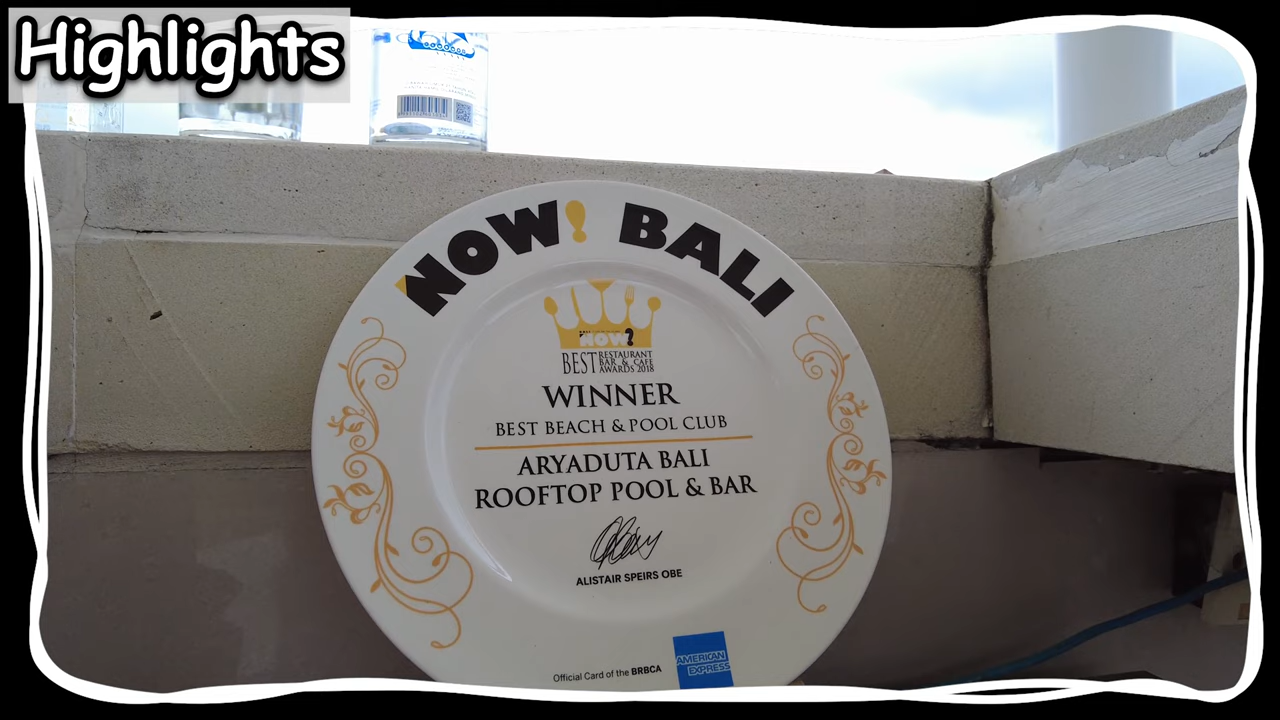 Highlights
NOW! BALI
NOW!
BEST RESTAURANT
BAR & CAFE
AWARDS 2018
WINNER
BEST BEACH & POOL CLUB
ARYADUTA BALI
ROOFTOP POOL & BAR
ALISTAIR SPEIRS OBE
Official Card of the BRBCA
AMERICAN
EXPRESS